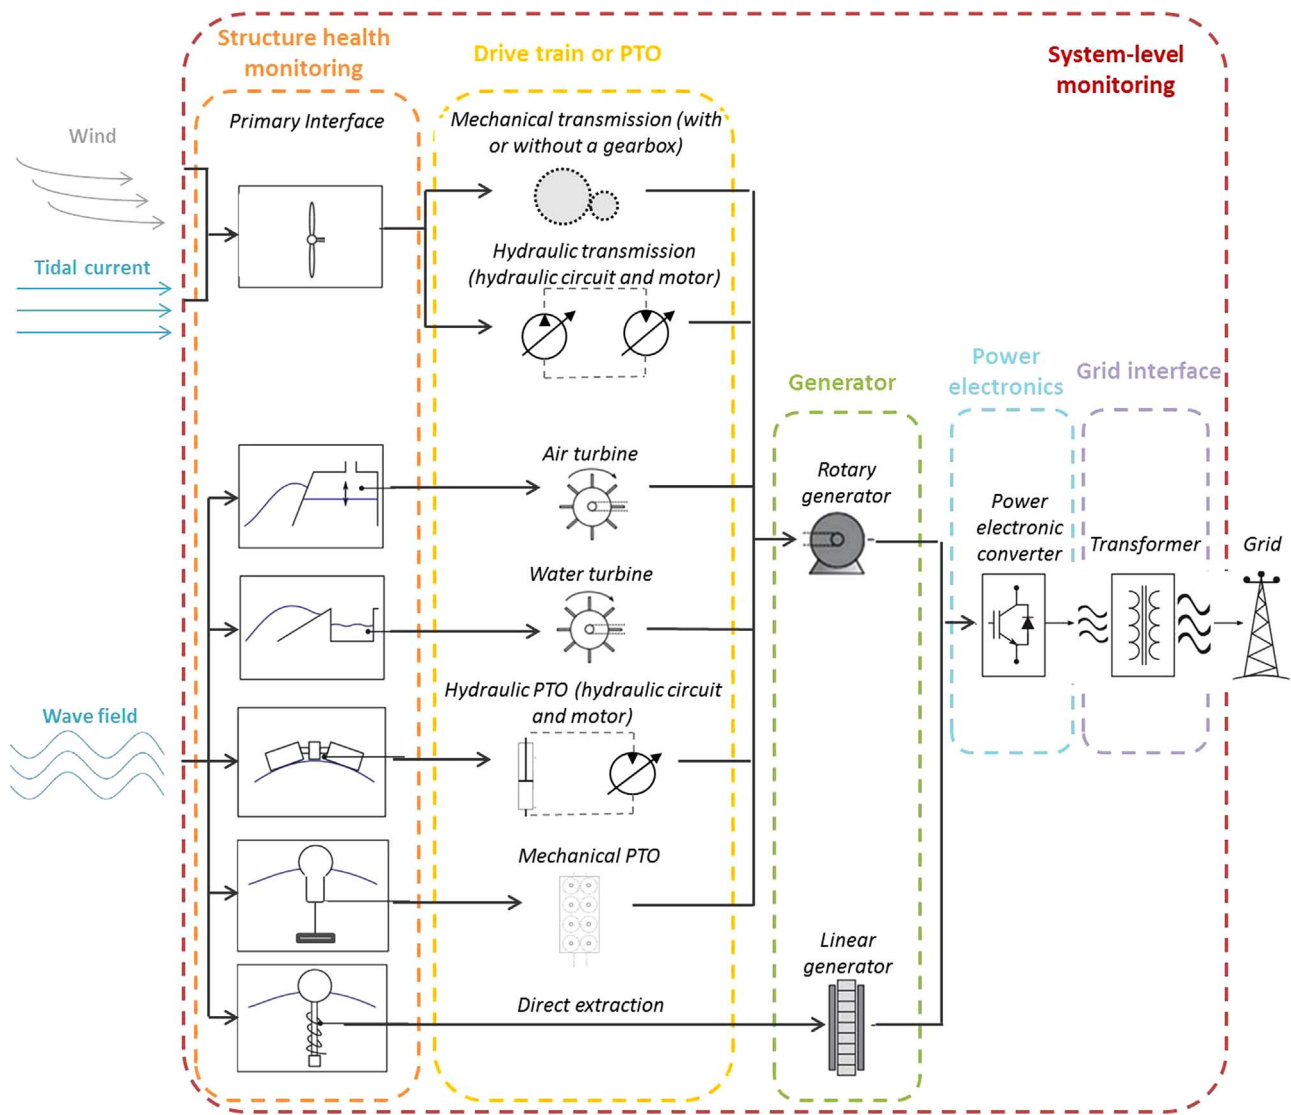 Structure health
monitoring
Drive train or PTO
System-level
monitoring
Primary Interface
Mechanical transmission (with
or without a gearbox)
Wind
Hydraulic transmission
(hydraulic circuit and motor)
Tidal current
Power
electronics
Grid interface
Generator
Air turbine
Rotary
generator
Power
electronic
converter
Transformer
Grid
Water turbine
Hydraulic PTO (hydraulic circuit
and motor)
Wave field
Mechanical PTO
Linear
generator
Direct extraction